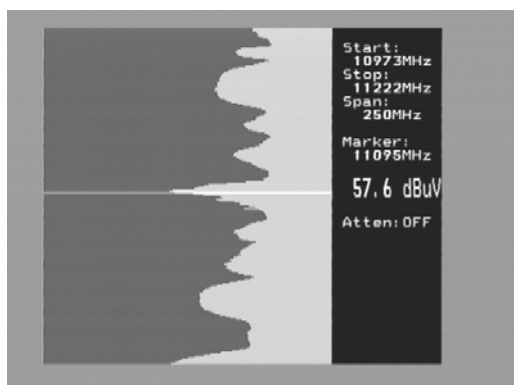 Start:
10973MHz
Stop:
11222MHz
Span:
250MHz
Marker:
11095MHz
57.6 dBuV
Atten:OFF